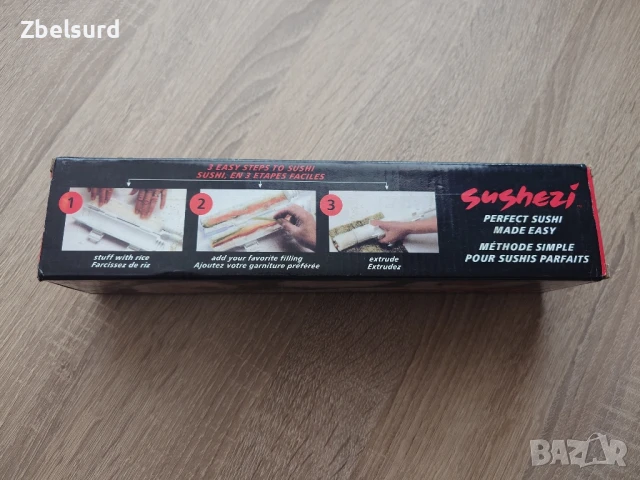 Zbelsurd
3 EASY STEPS TO SUSHI
SUSHI, EN 3 ETAPES FACILES
1
stuff with rice
Farcissez de riz
2
add your favorite filling
Ajoutez votre garniture préférée
3
extrude
Extrudez
sushezi
PERFECT SUSHI
MADE EASY
MÉTHODE SIMPLE
POUR SUSHIS PARFAITS
BAZAR